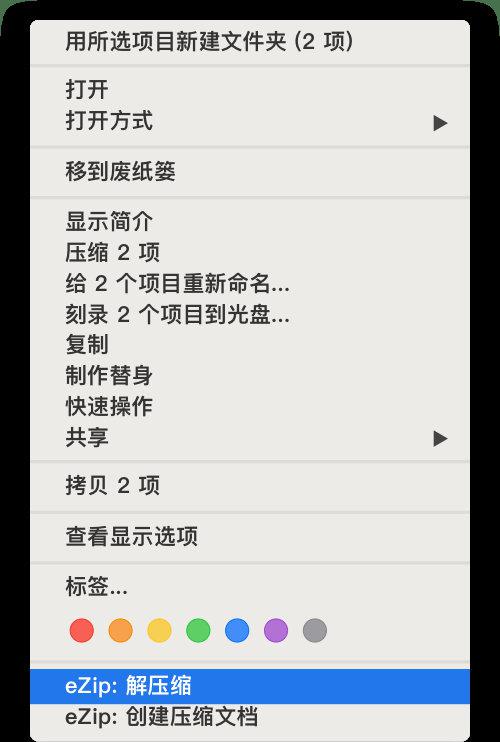 用所选项目新建文件夹 (2 项)
打开
打开方式
移到废纸篓
显示简介
压缩 2 项
给 2 个项目重新命名...
刻录 2 个项目到光盘...
复制
制作替身
快速操作
共享
拷贝 2 项
查看显示选项
标签...
eZip: 解压缩
eZip: 创建压缩文档